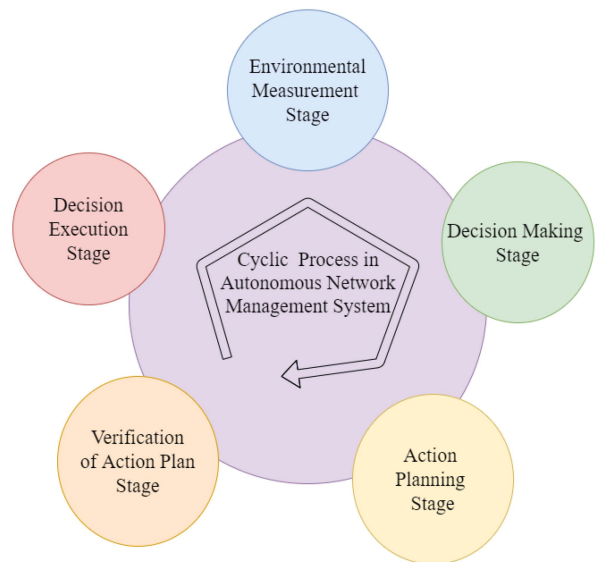 Environmental
Measurement
Stage
Decision
Execution
Stage
Decision Making
Stage
Cyclic Process in
Autonomous Network
Management System
Verification
of Action Plan
Stage
Action
Planning
Stage